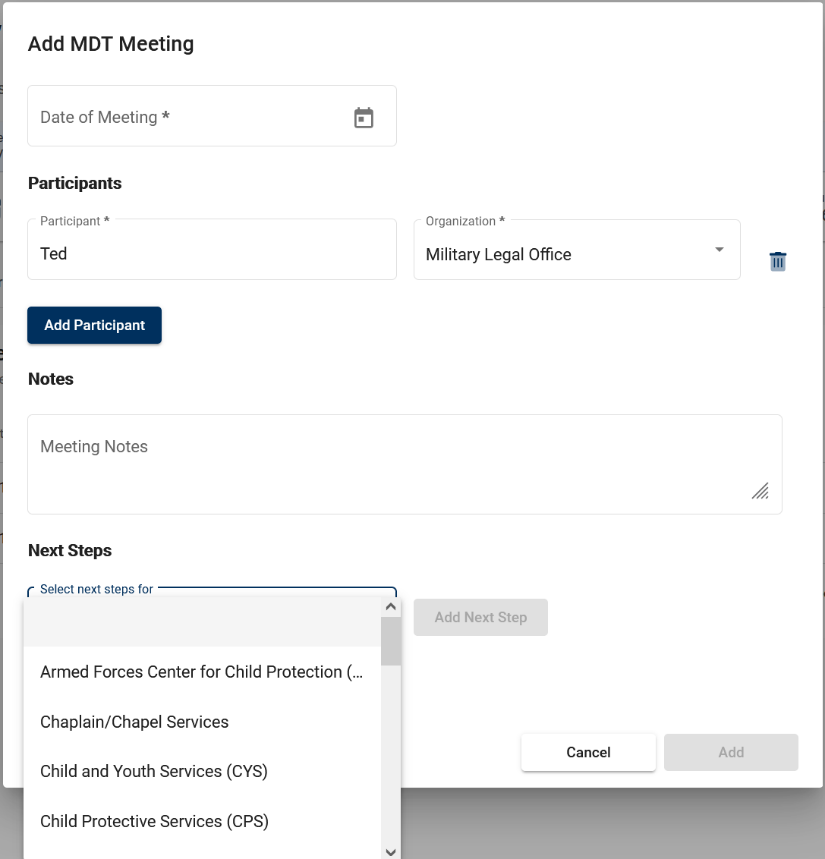 Add MDT Meeting
Date of Meeting *
Participants
Participant *
Ted
Organization *
Military Legal Office
Add Participant
Notes
Meeting Notes
Next Steps
Select next steps for
Add Next Step
Armed Forces Center for Child Protection (...
Chaplain/Chapel Services
Child and Youth Services (CYS)
Child Protective Services (CPS)
Cancel
Add